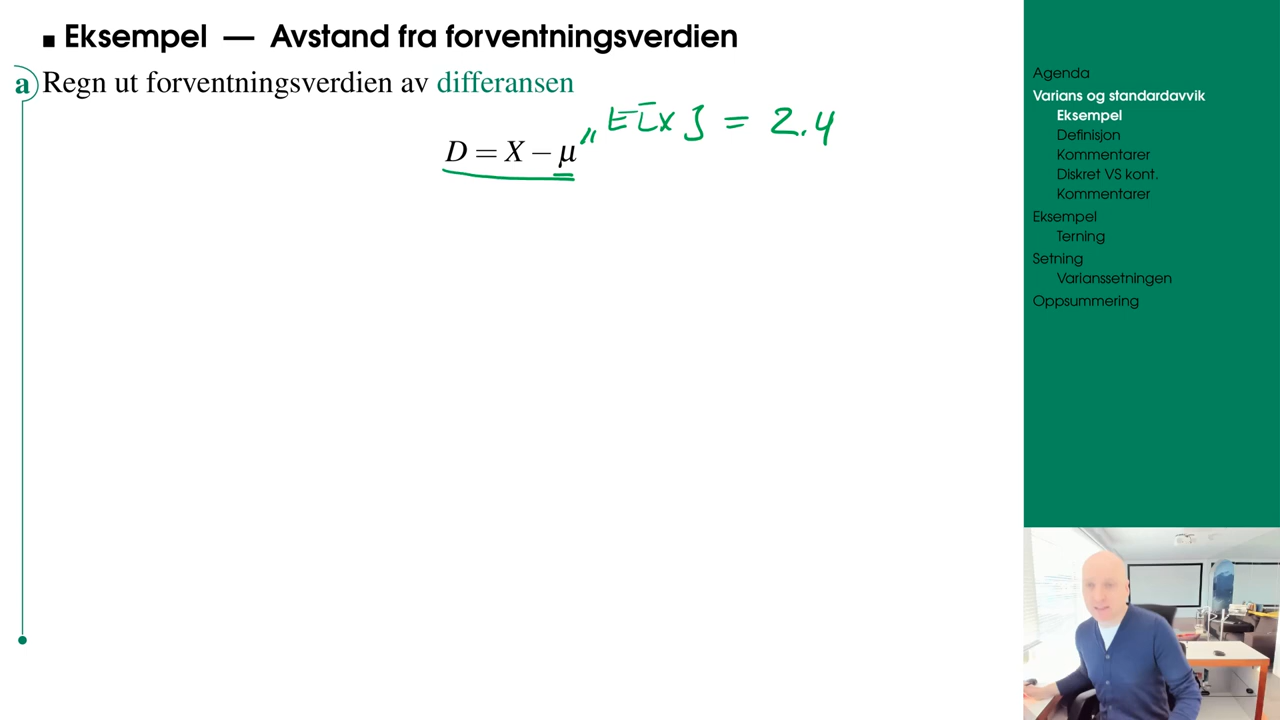 Eksempel — Avstand fra forventningsverdien
a Regn ut forventningsverdien av differansen
D = X − μ " E[X] = 2.4
Agenda
Varians og standardavvik
Eksempel
Definisjon
Kommentarer
Diskret VS kont.
Kommentarer
Eksempel
Terning
Setning
Varianssetningen
Oppsummering